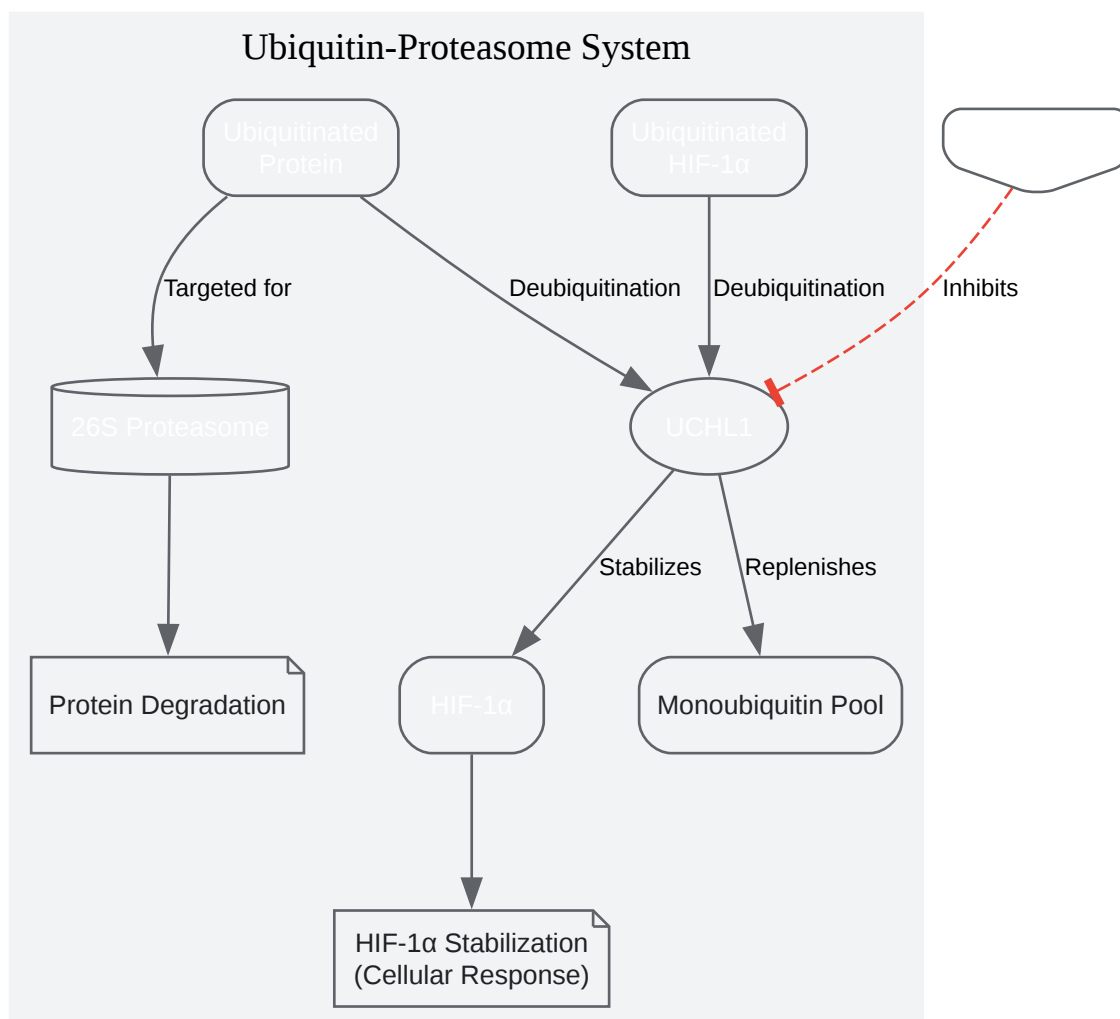 Ubiquitin-Proteasome System
Ubiquitinated
Protein
Ubiquitinated
HIF-1α
Targeted for
Deubiquitination
Deubiquitination
Inhibits
26S Proteasome
UCHL1
Stabilizes
Replenishes
Protein Degradation
HIF-1α
Monoubiquitin Pool
HIF-1α Stabilization
(Cellular Response)